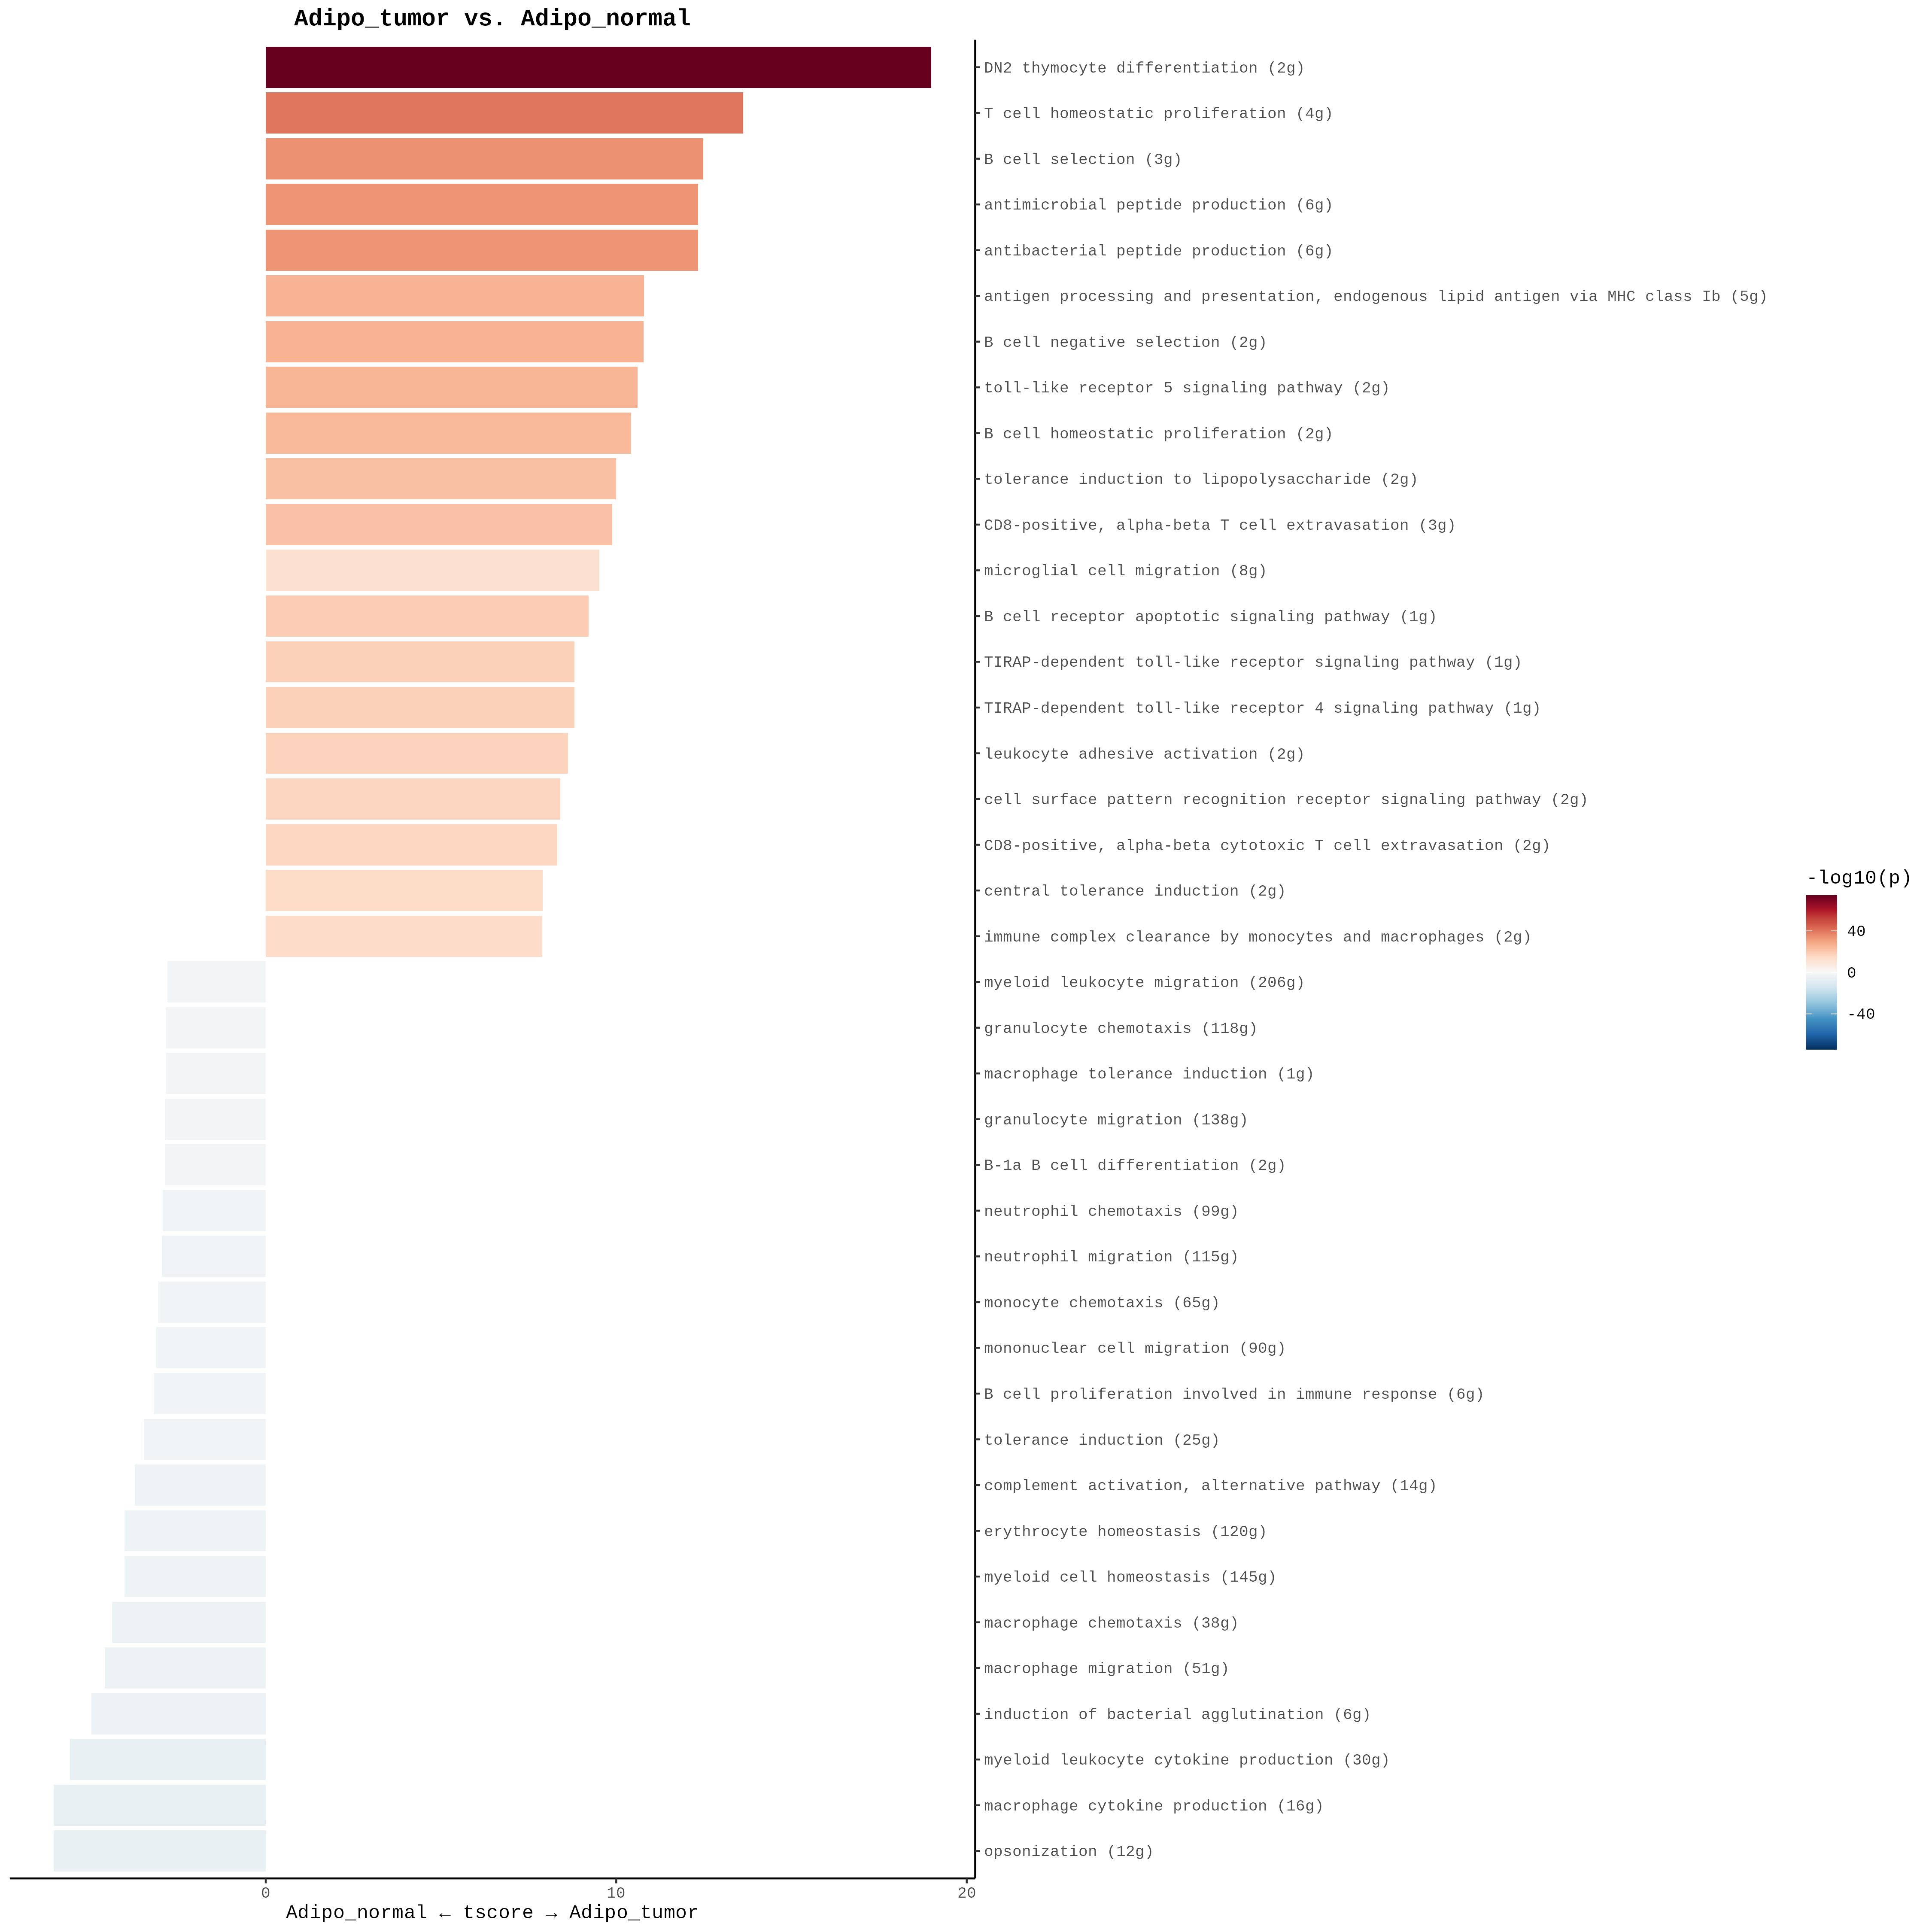 Adipo_tumor vs. Adipo_normal
DN2 thymocyte differentiation (2g)
T cell homeostatic proliferation (4g)
B cell selection (3g)
antimicrobial peptide production (6g)
antibacterial peptide production (6g)
antigen processing and presentation, endogenous lipid antigen via MHC class Ib (5g)
B cell negative selection (2g)
toll-like receptor 5 signaling pathway (2g)
B cell homeostatic proliferation (2g)
tolerance induction to lipopolysaccharide (2g)
CD8-positive, alpha-beta T cell extravasation (3g)
microglial cell migration (8g)
B cell receptor apoptotic signaling pathway (1g)
TIRAP-dependent toll-like receptor signaling pathway (1g)
TIRAP-dependent toll-like receptor 4 signaling pathway (1g)
leukocyte adhesive activation (2g)
cell surface pattern recognition receptor signaling pathway (2g)
CD8-positive, alpha-beta cytotoxic T cell extravasation (2g)
central tolerance induction (2g)
immune complex clearance by monocytes and macrophages (2g)
myeloid leukocyte migration (206g)
granulocyte chemotaxis (118g)
macrophage tolerance induction (1g)
granulocyte migration (138g)
B-1a B cell differentiation (2g)
neutrophil chemotaxis (99g)
neutrophil migration (115g)
monocyte chemotaxis (65g)
mononuclear cell migration (90g)
B cell proliferation involved in immune response (6g)
tolerance induction (25g)
complement activation, alternative pathway (14g)
erythrocyte homeostasis (120g)
myeloid cell homeostasis (145g)
macrophage chemotaxis (38g)
macrophage migration (51g)
induction of bacterial agglutination (6g)
myeloid leukocyte cytokine production (30g)
macrophage cytokine production (16g)
opsonization (12g)
0 10 20
Adipo_normal ← tscore → Adipo_tumor
-log10(p)
40
0
-40